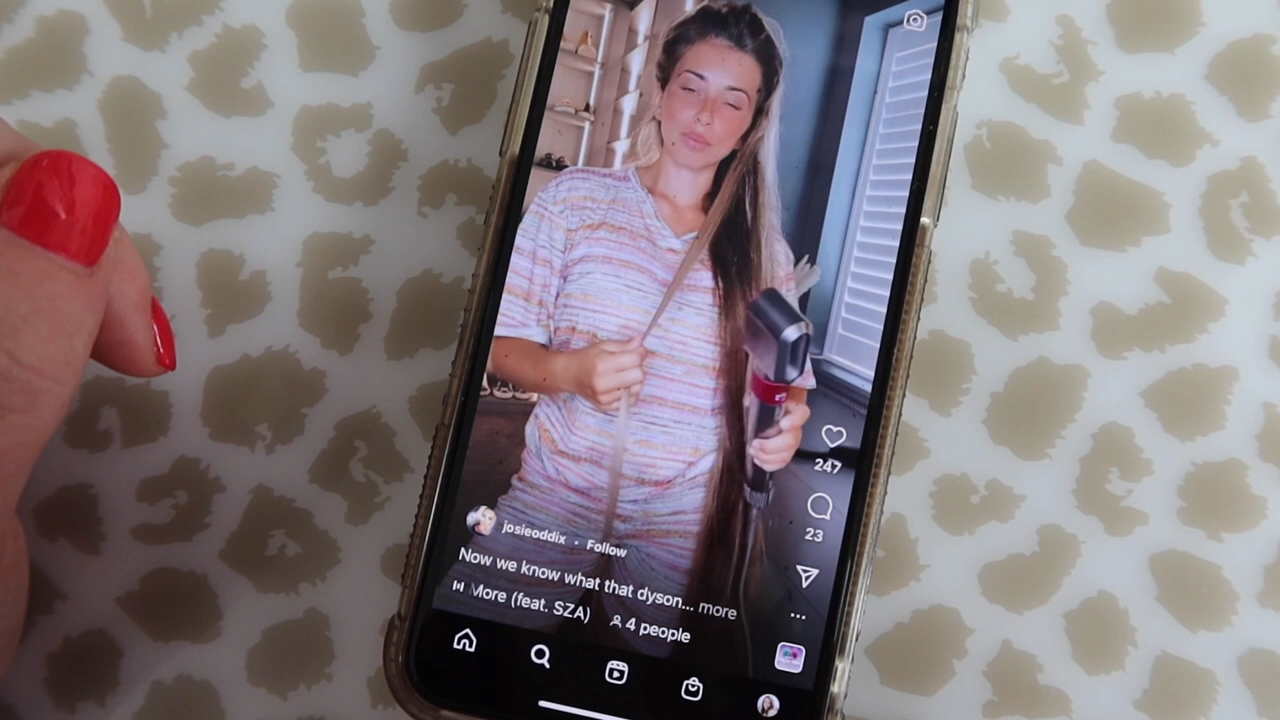 247
23
josieoddix · Follow
Now we know what that dyson... more
More (feat. SZA) 4 people